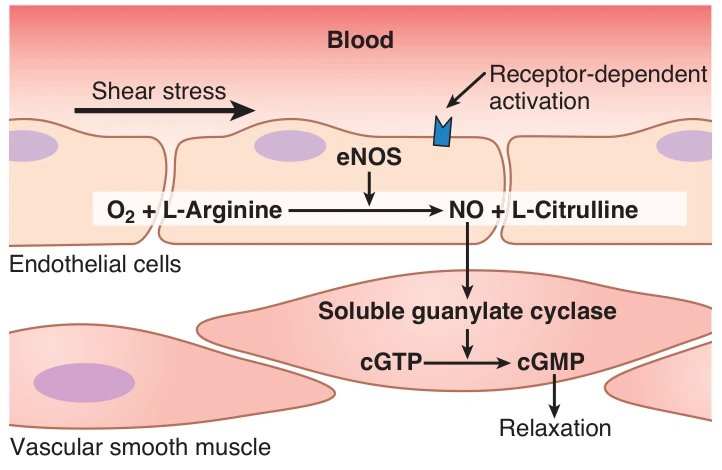 Blood
Shear stress
Receptor-dependent
activation
eNOS
O₂ + L-Arginine
NO + L-Citrulline
Endothelial cells
Soluble guanylate cyclase
cGTP
cGMP
Relaxation
Vascular smooth muscle